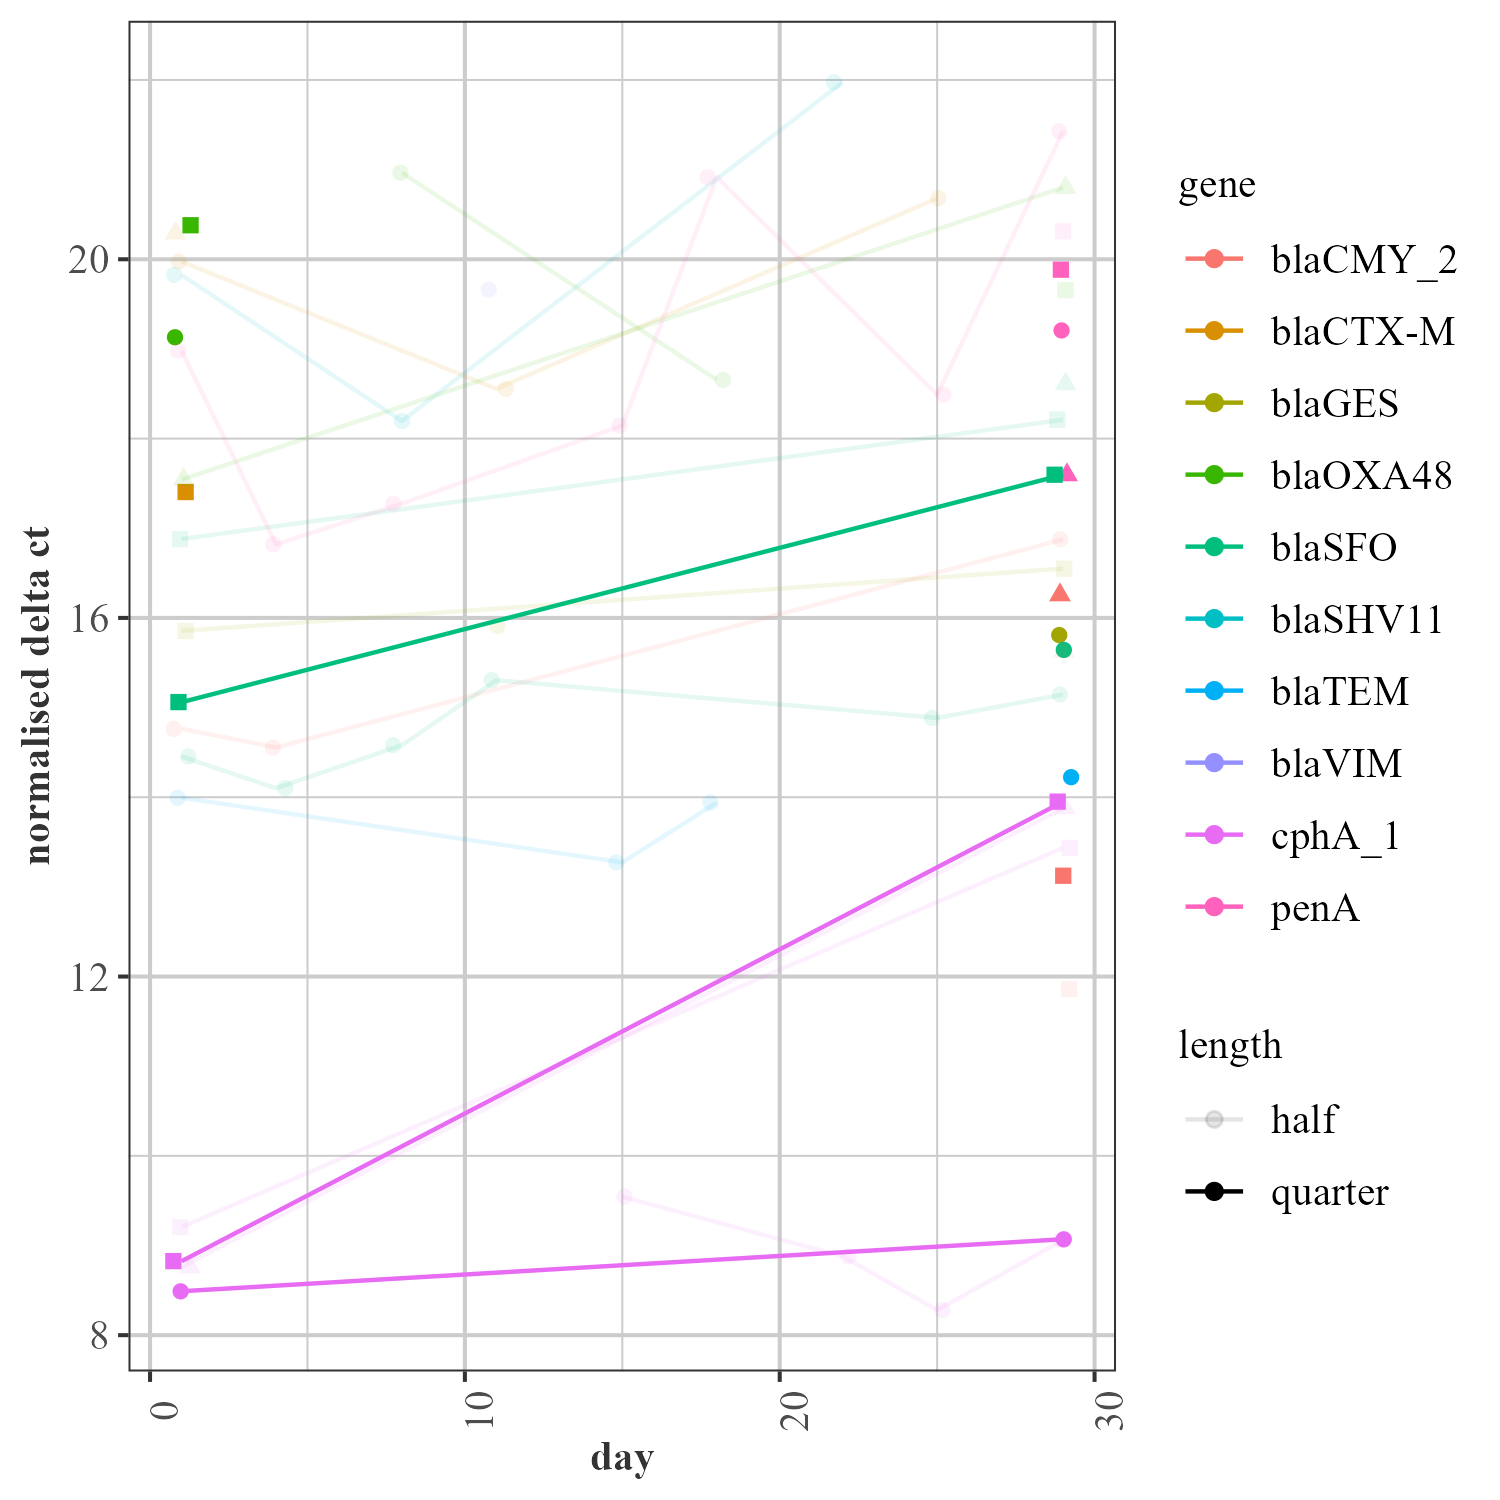 normalised delta ct
20
16
12
8
0
10
20
30
day
gene
blaCMY_2
blaCTX-M
blaGES
blaOXA48
blaSFO
blaSHV11
blaTEM
blaVIM
cphA_1
penA
length
half
quarter